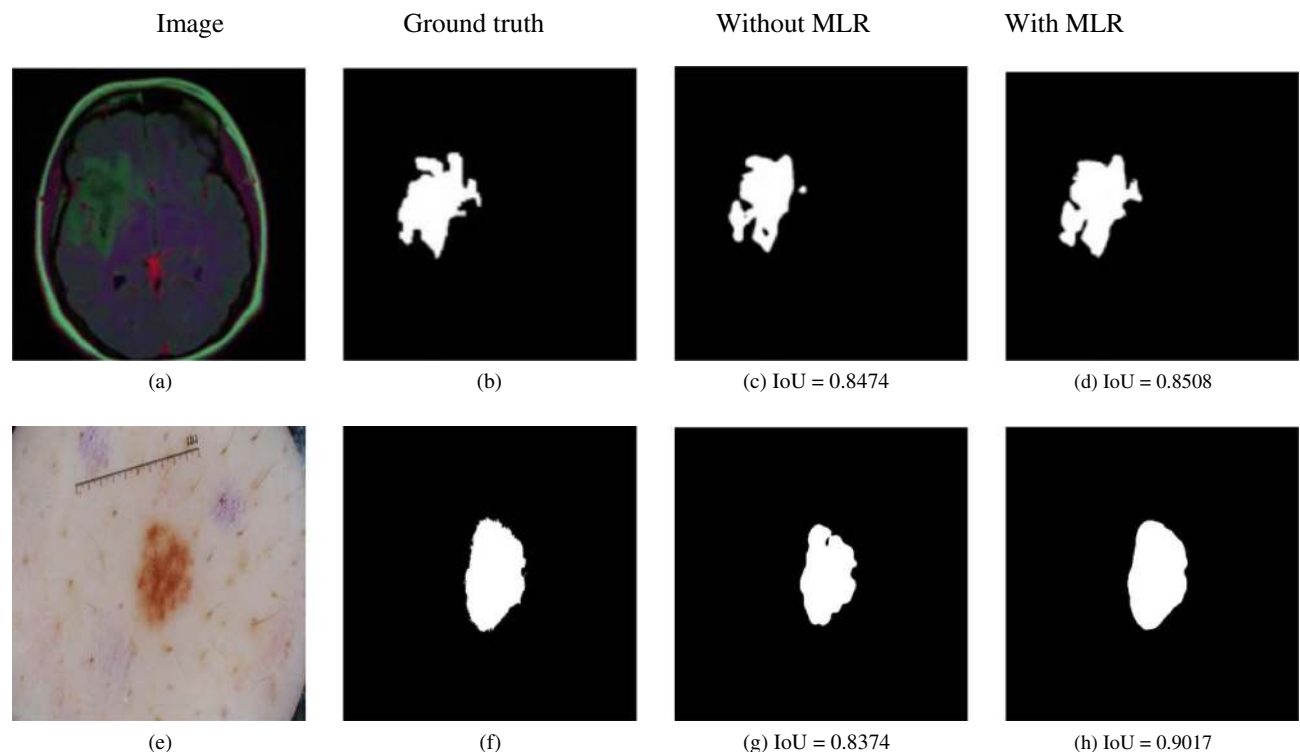 Image Ground truth Without MLR With MLR
(a) (b) (c) IoU = 0.8474 (d) IoU = 0.8508
(e) (f) (g) IoU = 0.8374 (h) IoU = 0.9017